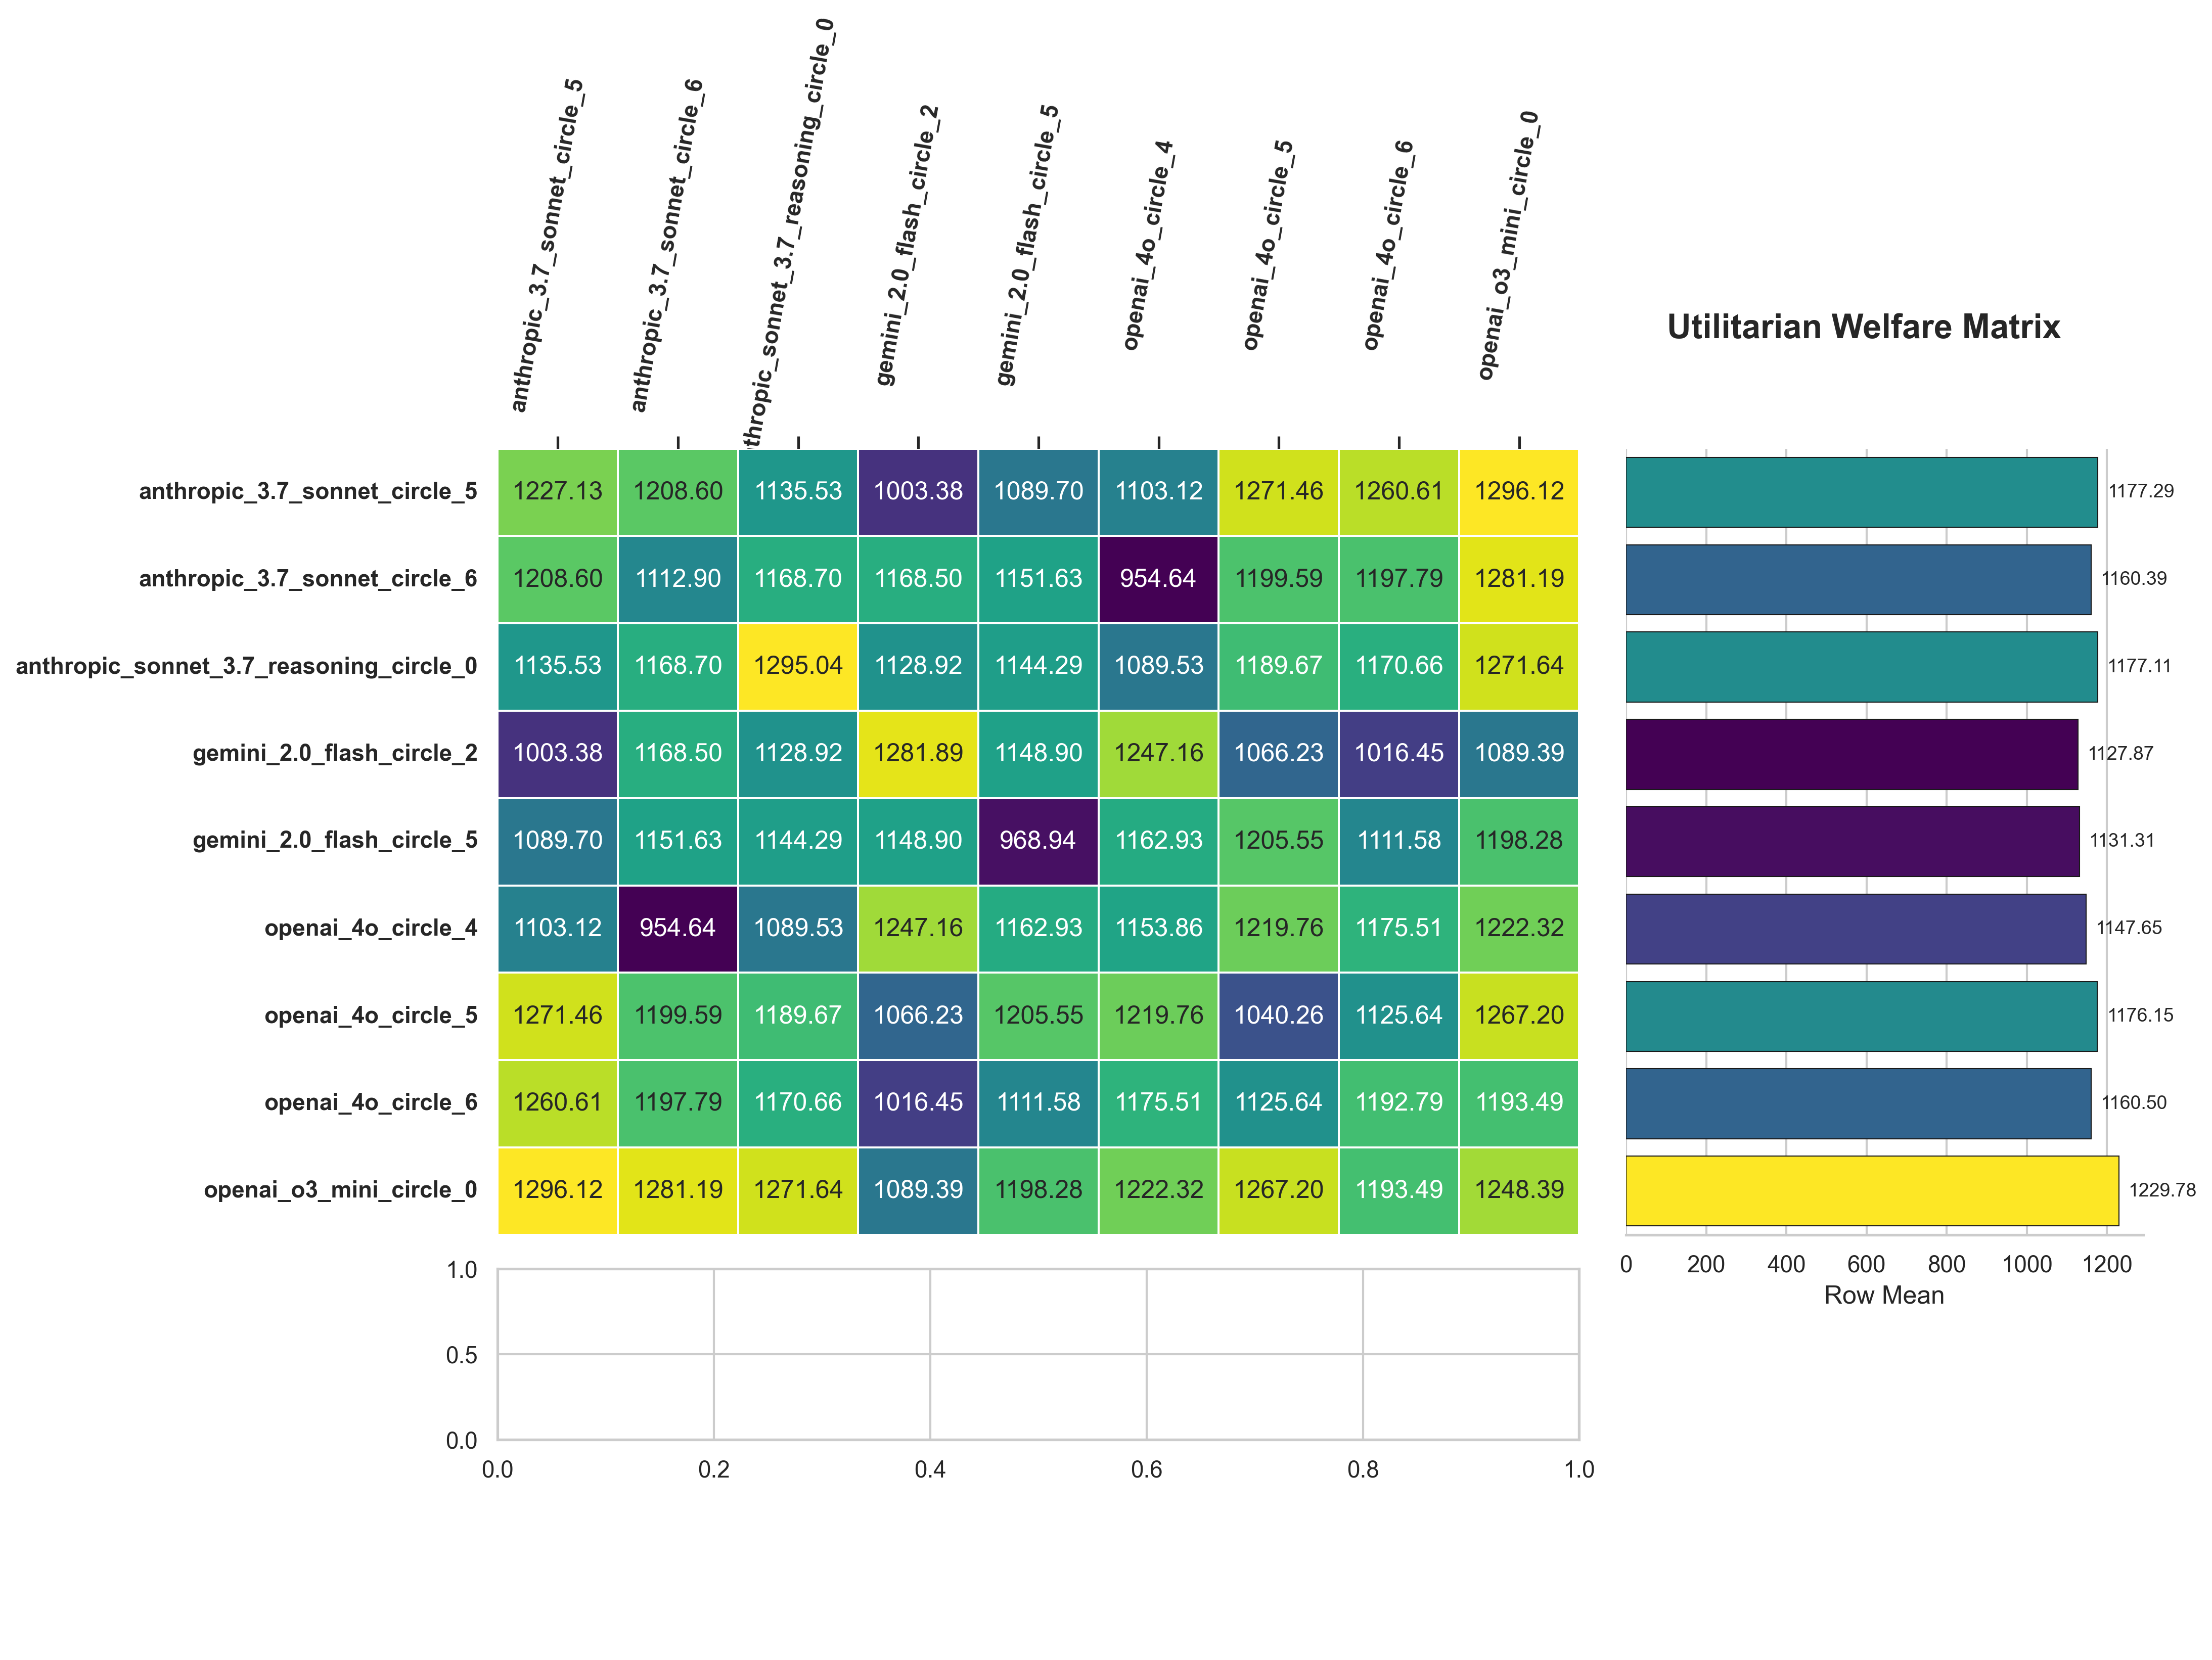 anthropic_3.7_sonnet_circle_5
anthropic_3.7_sonnet_circle_6
thropic_sonnet_3.7_reasoning_circle_0
gemini_2.0_flash_circle_2
gemini_2.0_flash_circle_5
openai_4o_circle_4
openai_4o_circle_5
openai_4o_circle_6
openai_o3_mini_circle_0
Utilitarian Welfare Matrix
anthropic_3.7_sonnet_circle_5 1227.13 1208.60 1135.53 1003.38 1089.70 1103.12 1271.46 1260.61 1296.12 1177.29
anthropic_3.7_sonnet_circle_6 1208.60 1112.90 1168.70 1168.50 1151.63 954.64 1199.59 1197.79 1281.19 1160.39
anthropic_sonnet_3.7_reasoning_circle_0 1135.53 1168.70 1295.04 1128.92 1144.29 1089.53 1189.67 1170.66 1271.64 1177.11
gemini_2.0_flash_circle_2 1003.38 1168.50 1128.92 1281.89 1148.90 1247.16 1066.23 1016.45 1089.39 1127.87
gemini_2.0_flash_circle_5 1089.70 1151.63 1144.29 1148.90 968.94 1162.93 1205.55 1111.58 1198.28 1131.31
openai_4o_circle_4 1103.12 954.64 1089.53 1247.16 1162.93 1153.86 1219.76 1175.51 1222.32 1147.65
openai_4o_circle_5 1271.46 1199.59 1189.67 1066.23 1205.55 1219.76 1040.26 1125.64 1267.20 1176.15
openai_4o_circle_6 1260.61 1197.79 1170.66 1016.45 1111.58 1175.51 1125.64 1192.79 1193.49 1160.50
openai_o3_mini_circle_0 1296.12 1281.19 1271.64 1089.39 1198.28 1222.32 1267.20 1193.49 1248.39 1229.78
0 200 400 600 800 1000 1200
Row Mean
1.0
0.5
0.0
0.0 0.2 0.4 0.6 0.8 1.0